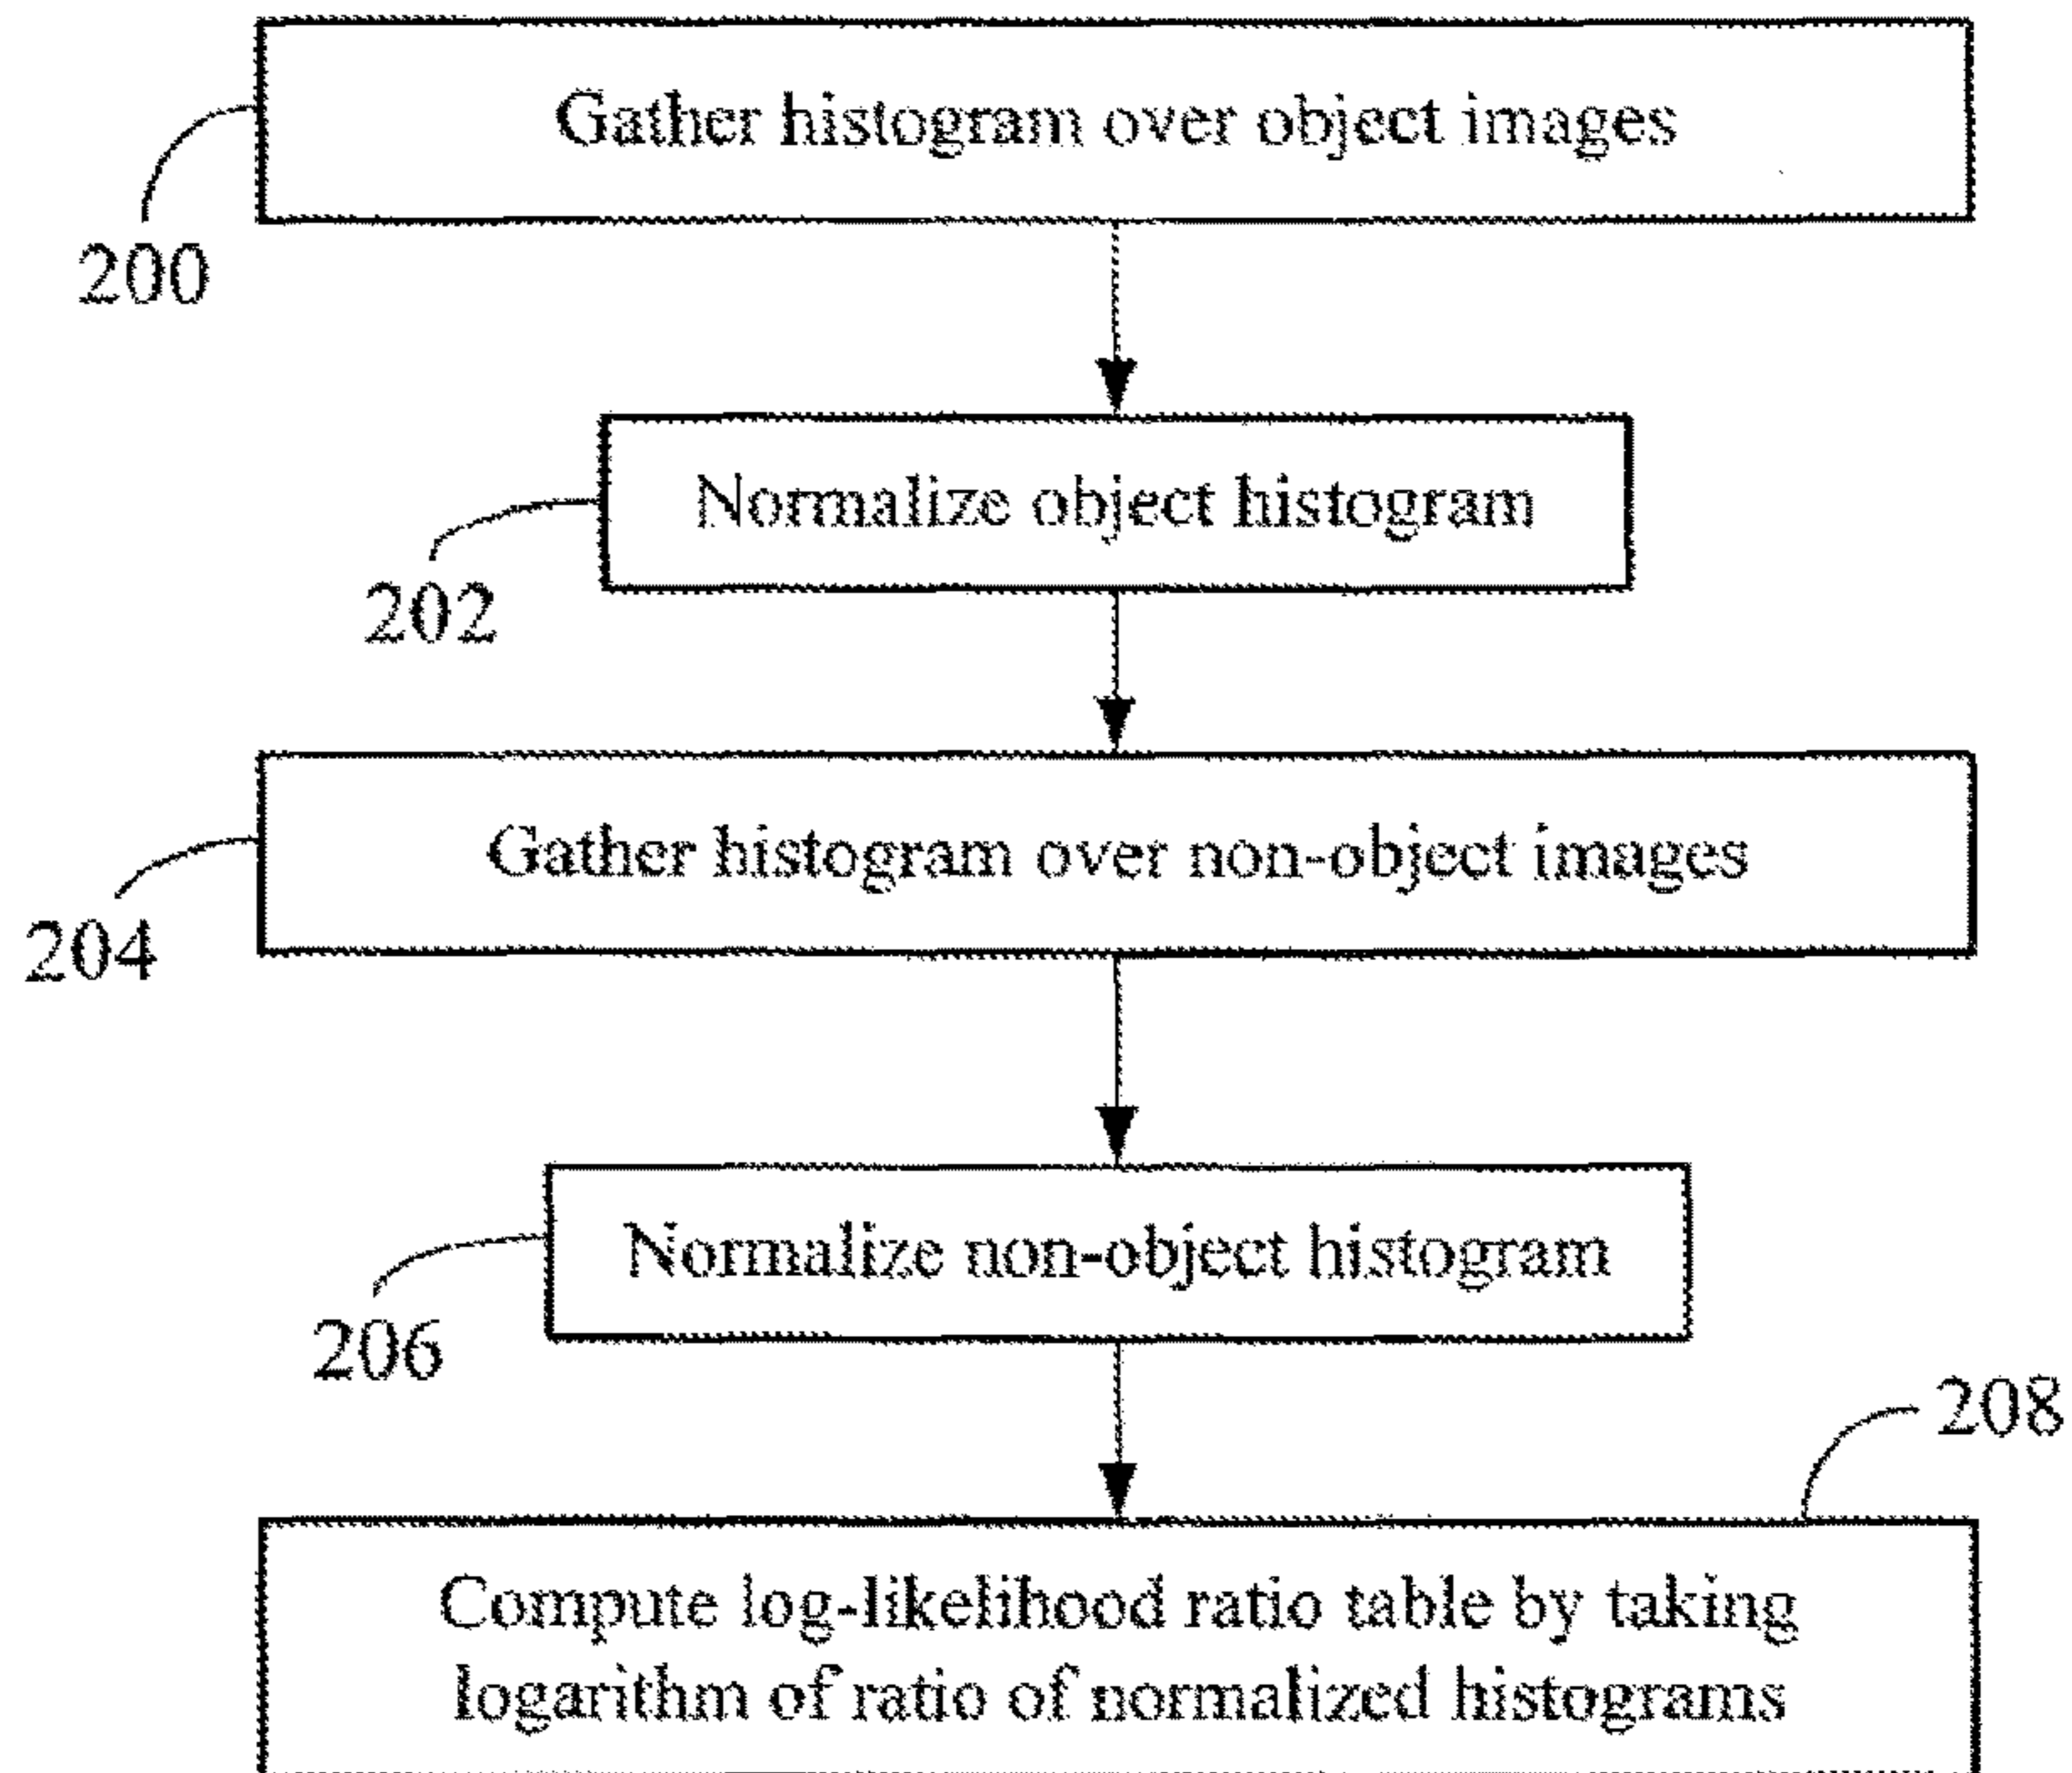 Gather histogram over object images
200
Normalize object histogram
202
Gather histogram over non-object images
204
Normalize non-object histogram
206
208
Compute log-likelihood ratio table by taking
logarithm of ratio of normalized histograms